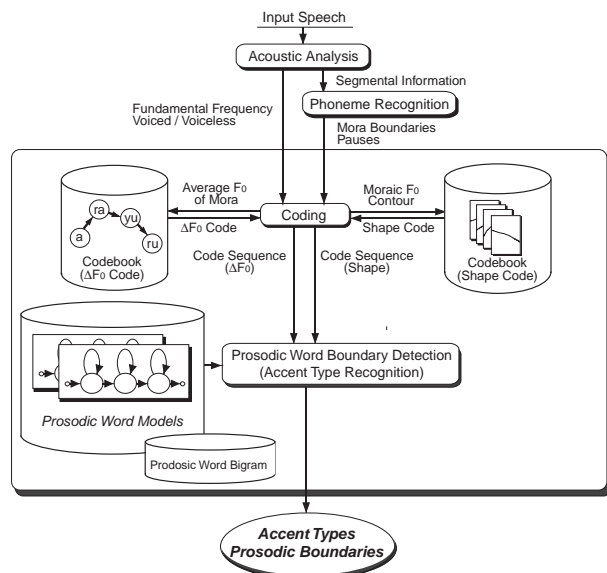 Input Speech
Acoustic Analysis
Segmental Information
Phoneme Recognition
Fundamental Frequency
Voiced / Voiceless
Mora Boundaries
Pauses
Average F0
of Mora
ΔF0 Code
Coding
Moraic F0
Contour
Shape Code
a
ra
yu
ru
Codebook
(ΔF0 Code)
Codebook
(Shape Code)
Code Sequence
(ΔF0)
Code Sequence
(Shape)
Prosodic Word Boundary Detection
(Accent Type Recognition)
Prosodic Word Models
Prodosic Word Bigram
Accent Types
Prosodic Boundaries